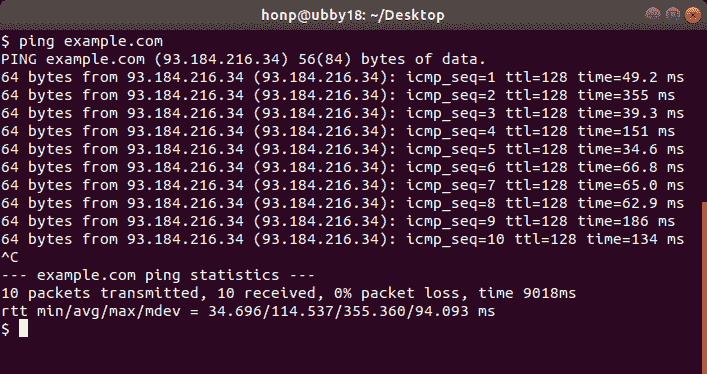 honp@ubby18: ~/Desktop
$ ping example.com
PING example.com (93.184.216.34) 56(84) bytes of data.
64 bytes from 93.184.216.34 (93.184.216.34): icmp_seq=1 ttl=128 time=49.2 ms
64 bytes from 93.184.216.34 (93.184.216.34): icmp_seq=2 ttl=128 time=355 ms
64 bytes from 93.184.216.34 (93.184.216.34): icmp_seq=3 ttl=128 time=39.3 ms
64 bytes from 93.184.216.34 (93.184.216.34): icmp_seq=4 ttl=128 time=151 ms
64 bytes from 93.184.216.34 (93.184.216.34): icmp_seq=5 ttl=128 time=34.6 ms
64 bytes from 93.184.216.34 (93.184.216.34): icmp_seq=6 ttl=128 time=66.8 ms
64 bytes from 93.184.216.34 (93.184.216.34): icmp_seq=7 ttl=128 time=65.0 ms
64 bytes from 93.184.216.34 (93.184.216.34): icmp_seq=8 ttl=128 time=62.9 ms
64 bytes from 93.184.216.34 (93.184.216.34): icmp_seq=9 ttl=128 time=186 ms
64 bytes from 93.184.216.34 (93.184.216.34): icmp_seq=10 ttl=128 time=134 ms
^C
--- example.com ping statistics ---
10 packets transmitted, 10 received, 0% packet loss, time 9018ms
rtt min/avg/max/mdev = 34.696/114.537/355.360/94.093 ms
$